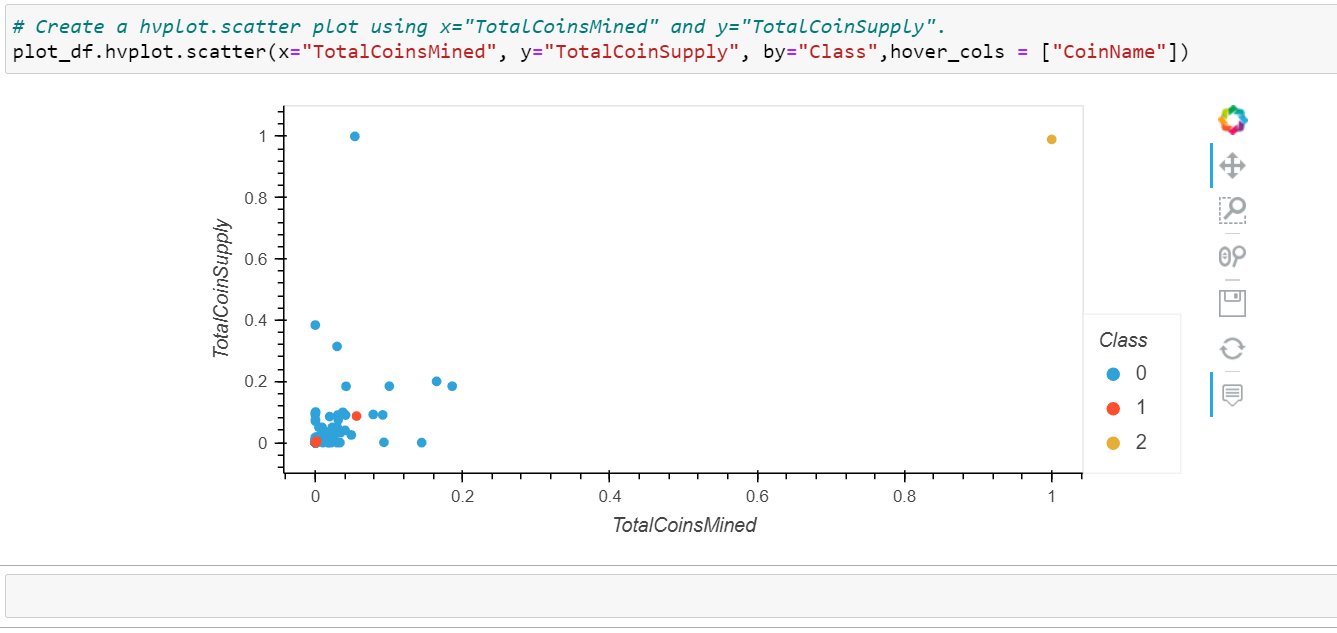 # Create a hvplot.scatter plot using x="TotalCoinsMined" and y="TotalCoinSupply".
plot_df.hvplot.scatter(x="TotalCoinsMined", y="TotalCoinSupply", by="Class",hover_cols = ["CoinName"])
TotalCoinSupply
1
0.8
0.6
0.4
0.2
0
0 0.2 0.4 0.6 0.8 1
TotalCoinsMined
Class
0
1
2